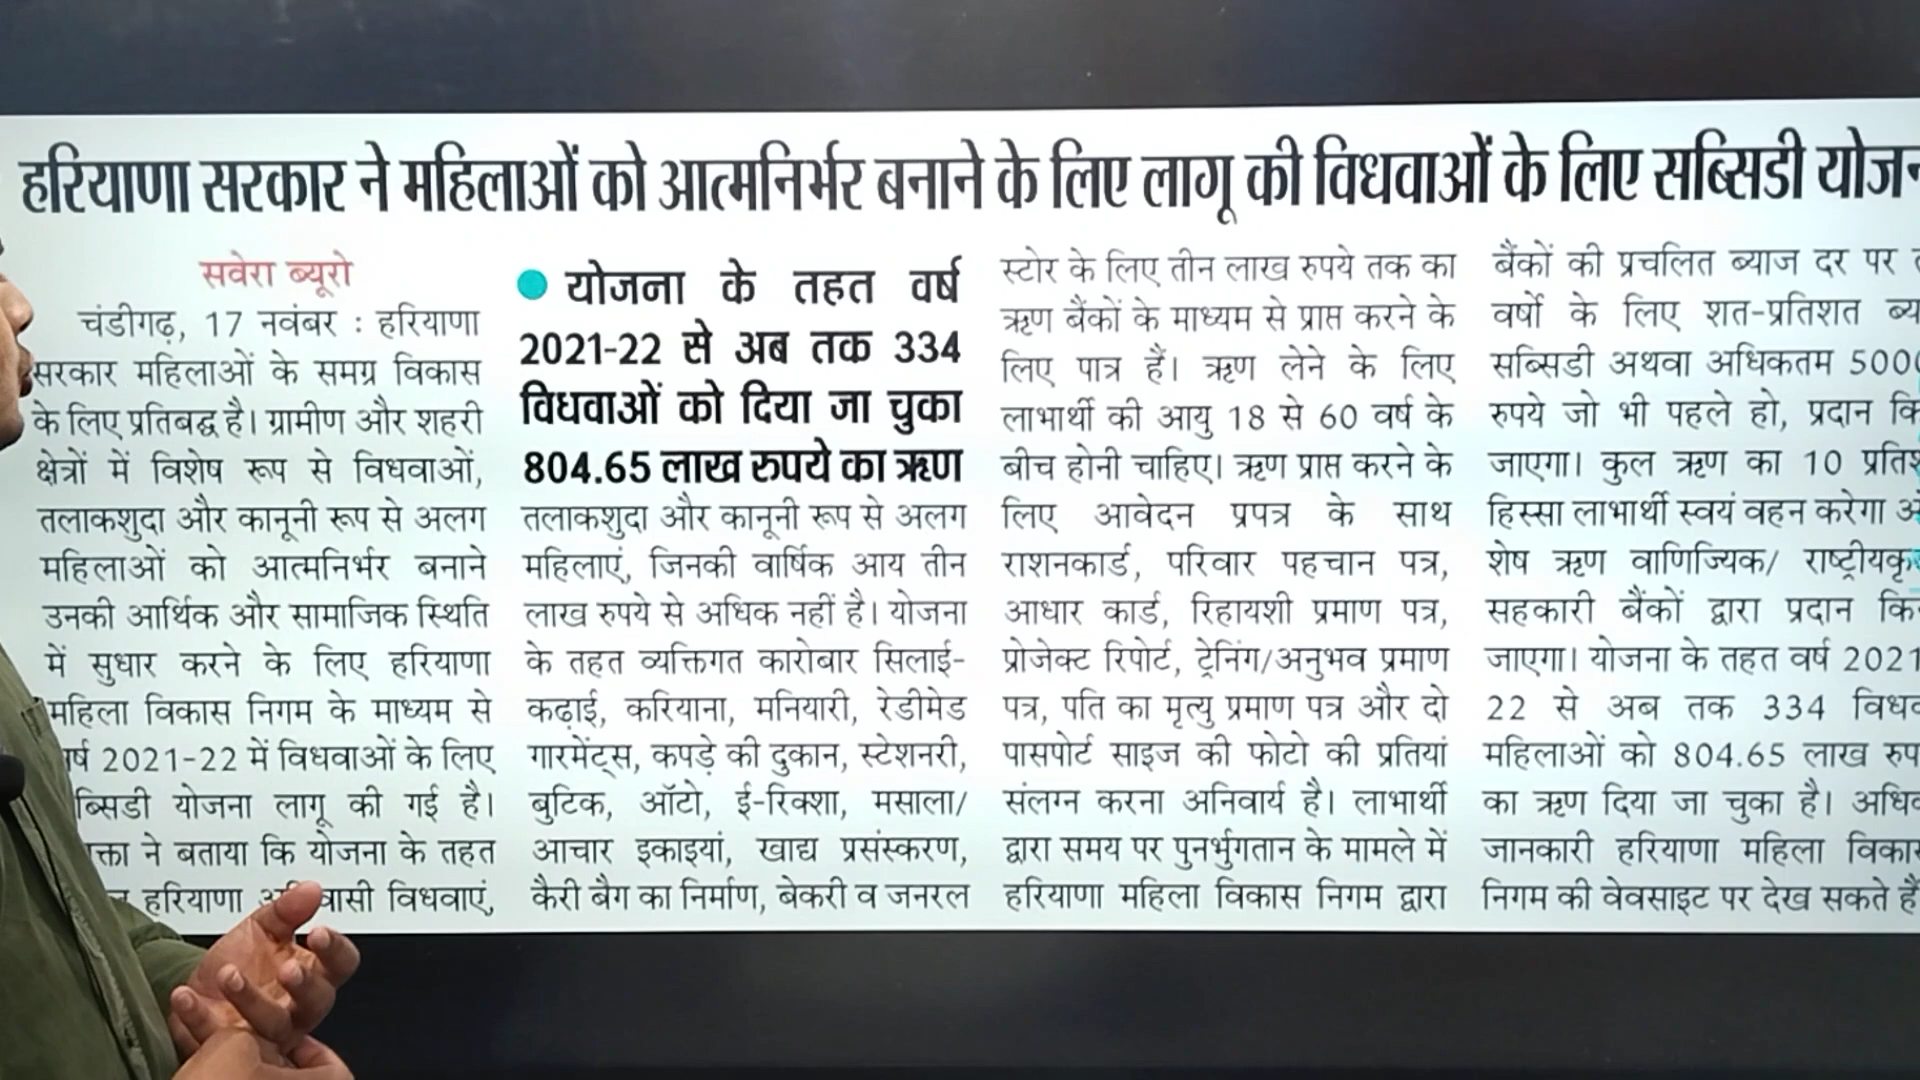 हरियाणा सरकार ने महिलाओं को आत्मनिर्भर बनाने के लिए लागू की विधवाओं के लिए सब्सिडी
सवेरा ब्यूरो
चंडीगढ़, 17 नवंबर : हरियाणा
सरकार महिलाओं के समग्र विकास
के लिए प्रतिबद्ध है। ग्रामीण और शहरी
क्षेत्रों में विशेष रूप से विधवाओं,
तलाकशुदा और कानूनी रूप से अलग
महिलाओं को आत्मनिर्भर बनाने
उनकी आर्थिक और सामाजिक स्थिति
में सुधार करने के लिए हरियाणा
महिला विकास निगम के माध्यम से
2021-22 में विधवाओं के लिए
योजना लागू की गई है।
ने बताया कि योजना के तहत
हरियाणा विधवाएं,
योजना के तहत वर्ष
2021-22 से अब तक 334
विधवाओं को दिया जा चुका
804.65 लाख रुपये का ऋण
तलाकशुदा और कानूनी रूप से अलग
महिलाएं, जिनकी वार्षिक आय तीन
लाख रुपये से अधिक नहीं है। योजना
के तहत व्यक्तिगत कारोबार सिलाई-
कढ़ाई, करियाना, मनियारी, रेडीमेड
गारमेंट्स, कपड़े की दुकान, स्टेशनरी,
बुटिक, ऑटो, ई-रिक्शा, मसाला/
आचार इकाइयां, खाद्य प्रसंस्करण,
कैरी बैग का निर्माण, बेकरी व जनरल
स्टोर के लिए तीन लाख रुपये तक का
ऋण बैंकों के माध्यम से प्राप्त करने के
लिए पात्र हैं। ऋण लेने के लिए
लाभार्थी की आयु 18 से 60 वर्ष के
बीच होनी चाहिए। ऋण प्राप्त करने के
लिए आवेदन प्रपत्र के साथ
राशनकार्ड, परिवार पहचान पत्र,
आधार कार्ड, रिहायशी प्रमाण पत्र,
प्रोजेक्ट रिपोर्ट, ट्रेनिंग/अनुभव प्रमाण
पत्र, पति का मृत्यु प्रमाण पत्र और दो
पासपोर्ट साइज की फोटो की प्रतियां
संलग्न करना अनिवार्य है। लाभार्थी
द्वारा समय पर पुनर्भुगतान के मामले में
हरियाणा महिला विकास निगम द्वारा
बैंकों की प्रचलित ब्याज दर पर
वर्षों के लिए शत-प्रतिशत
सब्सिडी अथवा अधिकतम
रुपये जो भी पहले हो, प्रदान
जाएगा। कुल ऋण का 10
हिस्सा लाभार्थी स्वयं वहन करेगा
शेष ऋण वाणिज्यिक/
सहकारी बैंकों द्वारा प्रदान
जाएगा। योजना के तहत वर्ष 2021
22 से अब तक 334
महिलाओं को 804.65 लाख
का ऋण दिया जा चुका है।
जानकारी हरियाणा महिला
निगम की वेवसाइट पर देख सकते हैं